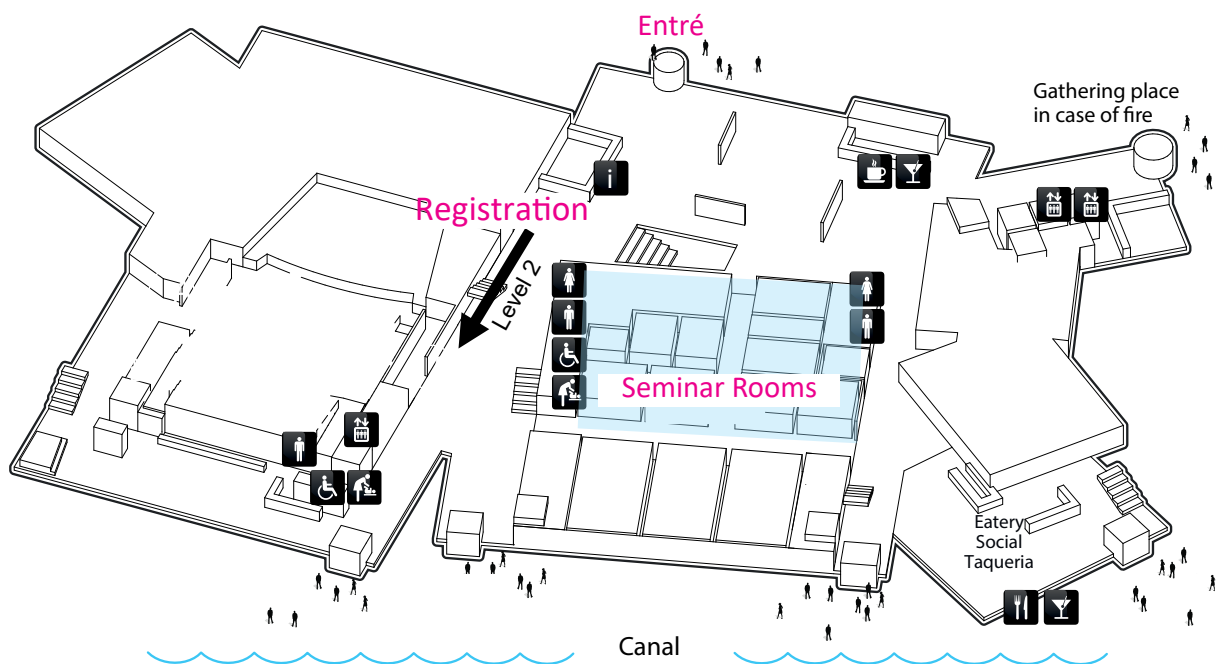 Entré
Gathering place
in case of fire
i
Registration
Level 2
Seminar Rooms
Eatery
Social
Taqueria
Canal